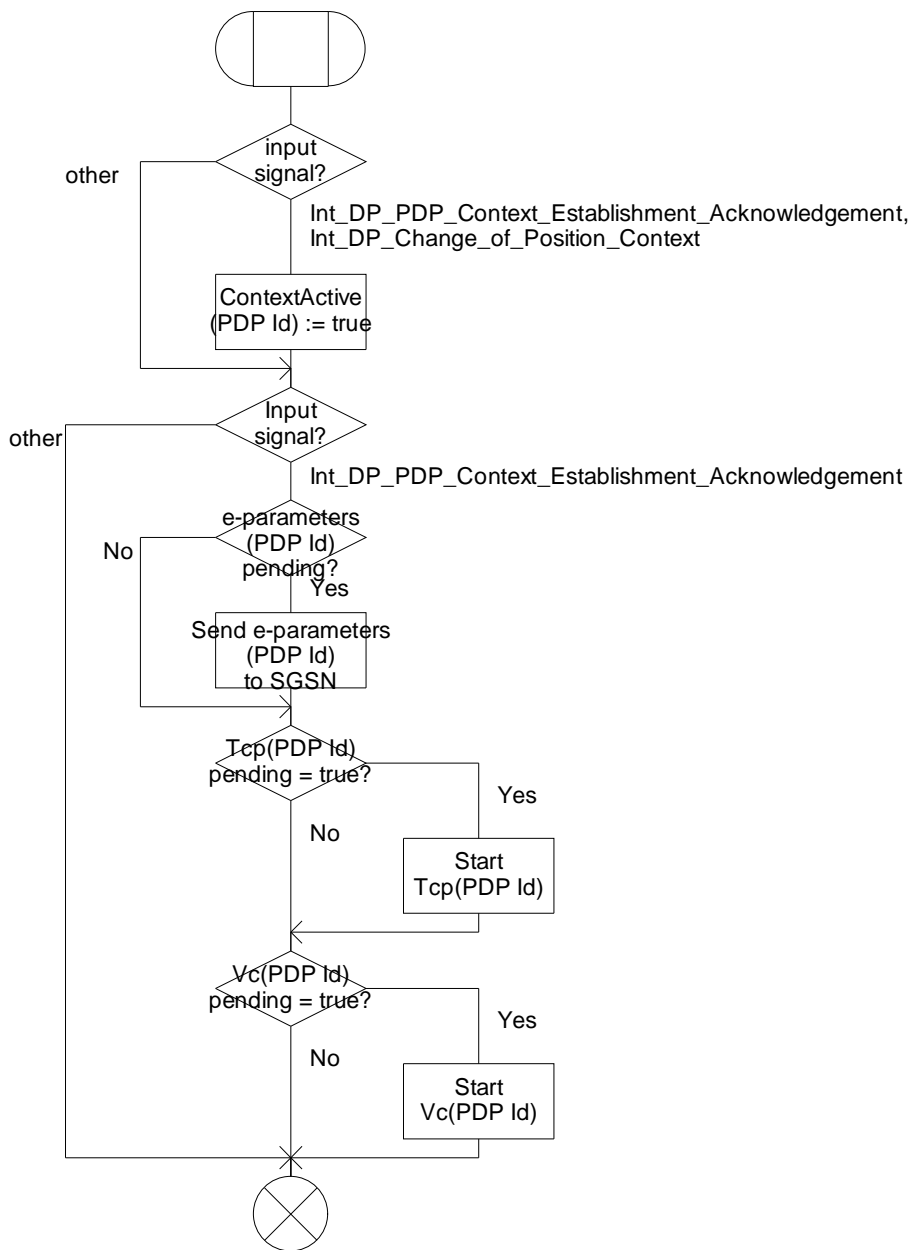 input
signal?
other
Int_DP_PDP_Context_Establishment_Acknowledgement,
Int_DP_Change_of_Position_Context
ContextActive
(PDP Id) := true
Input
signal?
other
Int_DP_PDP_Context_Establishment_Acknowledgement
e-parameters
(PDP Id)
pending?
No
Yes
Send e-parameters
(PDP Id)
to SGSN
Tcp(PDP Id)
pending = true?
Yes
No
Start
Tcp(PDP Id)
Vc(PDP Id)
pending = true?
Yes
No
Start
Vc(PDP Id)